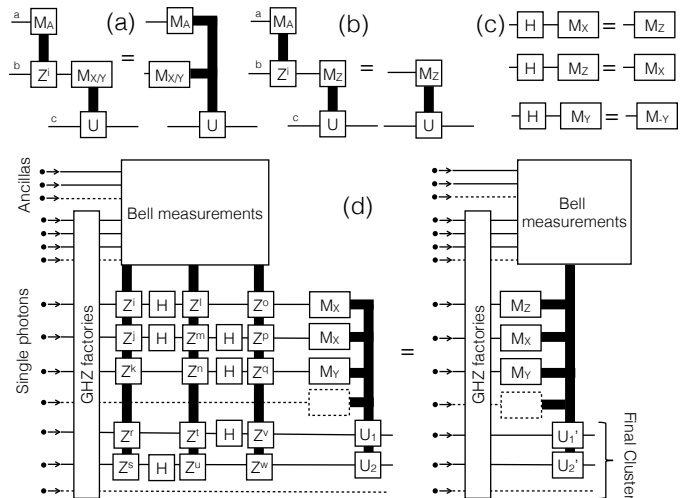 (a)
a M_A
b Z^i M_X/Y = M_A M_X/Y
c U U
(b)
a M_A
b Z^i M_Z = M_Z
c U U
(c)
H M_X = M_Z
H M_Z = M_X
H M_Y = M_-Y
(d)
Ancillas
Single photons
GHZ factories
Bell measurements
Z^i H Z^l Z^o M_X
Z^j H Z^m H Z^p M_X
Z^k Z^n H Z^q M_Y
Z^r Z^t H Z^v U_1
Z^s H Z^u Z^w U_2
=
GHZ factories
Bell
measurements
M_Z
M_X
M_Y
U_1'
U_2'
Final Cluster